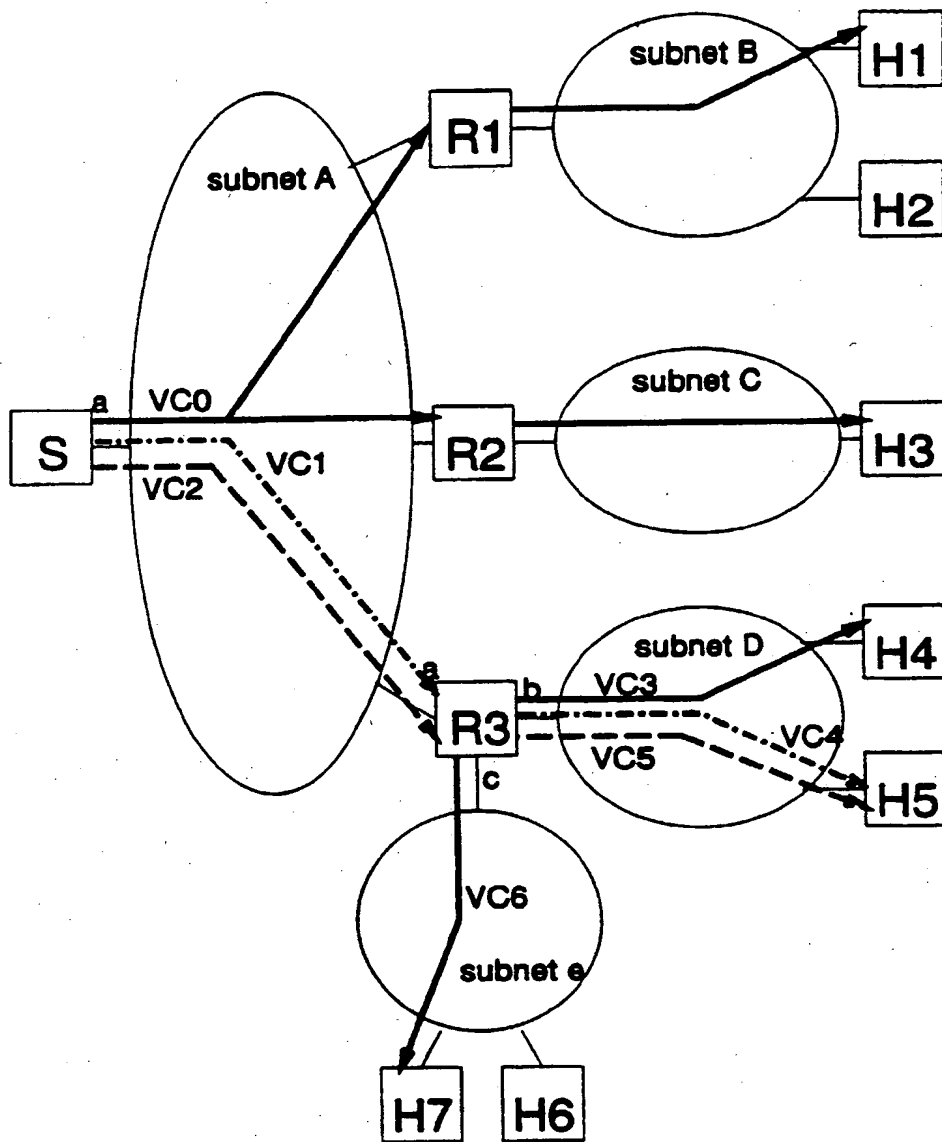 subnet B
H1
R1
subnet A
H2
subnet C
a
VC0
S
R2
H3
VC1
VC2
subnet D
H4
a
b
VC3
R3
VC4
VC5
c
H5
VC6
subnet e
H7
H6